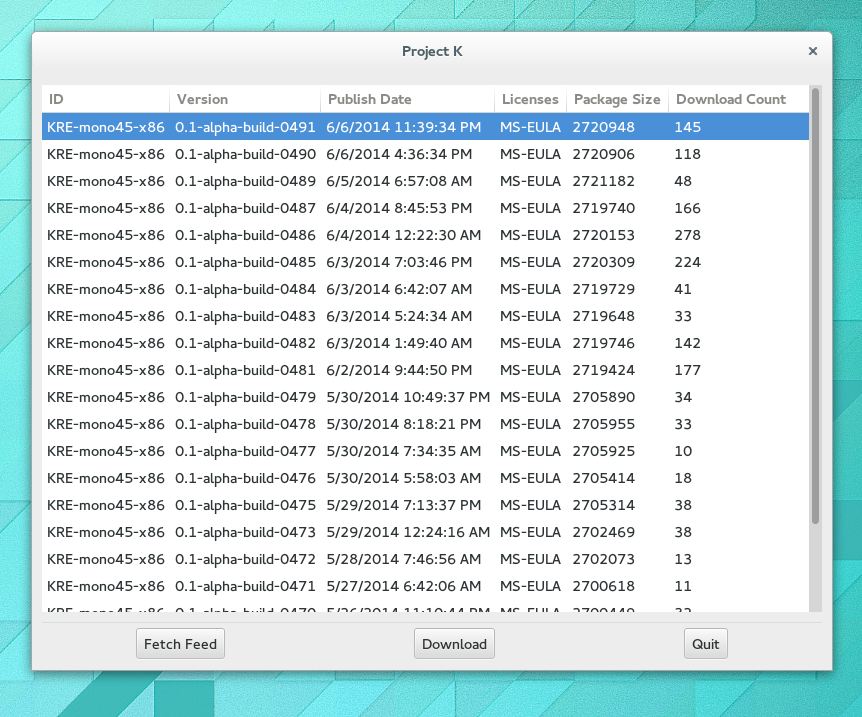 Project K
ID Version Publish Date Licenses Package Size Download Count
KRE-mono45-x86 0.1-alpha-build-0491 6/6/2014 11:39:34 PM MS-EULA 2720948 145
KRE-mono45-x86 0.1-alpha-build-0490 6/6/2014 4:36:34 PM MS-EULA 2720906 118
KRE-mono45-x86 0.1-alpha-build-0489 6/5/2014 6:57:08 AM MS-EULA 2721182 48
KRE-mono45-x86 0.1-alpha-build-0487 6/4/2014 8:45:53 PM MS-EULA 2719740 166
KRE-mono45-x86 0.1-alpha-build-0486 6/4/2014 12:22:30 AM MS-EULA 2720153 278
KRE-mono45-x86 0.1-alpha-build-0485 6/3/2014 7:03:46 PM MS-EULA 2720309 224
KRE-mono45-x86 0.1-alpha-build-0484 6/3/2014 6:42:07 AM MS-EULA 2719729 41
KRE-mono45-x86 0.1-alpha-build-0483 6/3/2014 5:24:34 AM MS-EULA 2719648 33
KRE-mono45-x86 0.1-alpha-build-0482 6/3/2014 1:49:40 AM MS-EULA 2719746 142
KRE-mono45-x86 0.1-alpha-build-0481 6/2/2014 9:44:50 PM MS-EULA 2719424 177
KRE-mono45-x86 0.1-alpha-build-0479 5/30/2014 10:49:37 PM MS-EULA 2705890 34
KRE-mono45-x86 0.1-alpha-build-0478 5/30/2014 8:18:21 PM MS-EULA 2705955 33
KRE-mono45-x86 0.1-alpha-build-0477 5/30/2014 7:34:35 AM MS-EULA 2705925 10
KRE-mono45-x86 0.1-alpha-build-0476 5/30/2014 5:58:03 AM MS-EULA 2705414 18
KRE-mono45-x86 0.1-alpha-build-0475 5/29/2014 7:13:37 PM MS-EULA 2705314 38
KRE-mono45-x86 0.1-alpha-build-0473 5/29/2014 12:24:16 AM MS-EULA 2702469 38
KRE-mono45-x86 0.1-alpha-build-0472 5/28/2014 7:46:56 AM MS-EULA 2702073 13
KRE-mono45-x86 0.1-alpha-build-0471 5/27/2014 6:42:06 AM MS-EULA 2700618 11
KRE-mono45-x86 0.1-alpha-build-0470 MS-EULA
Fetch Feed Download Quit